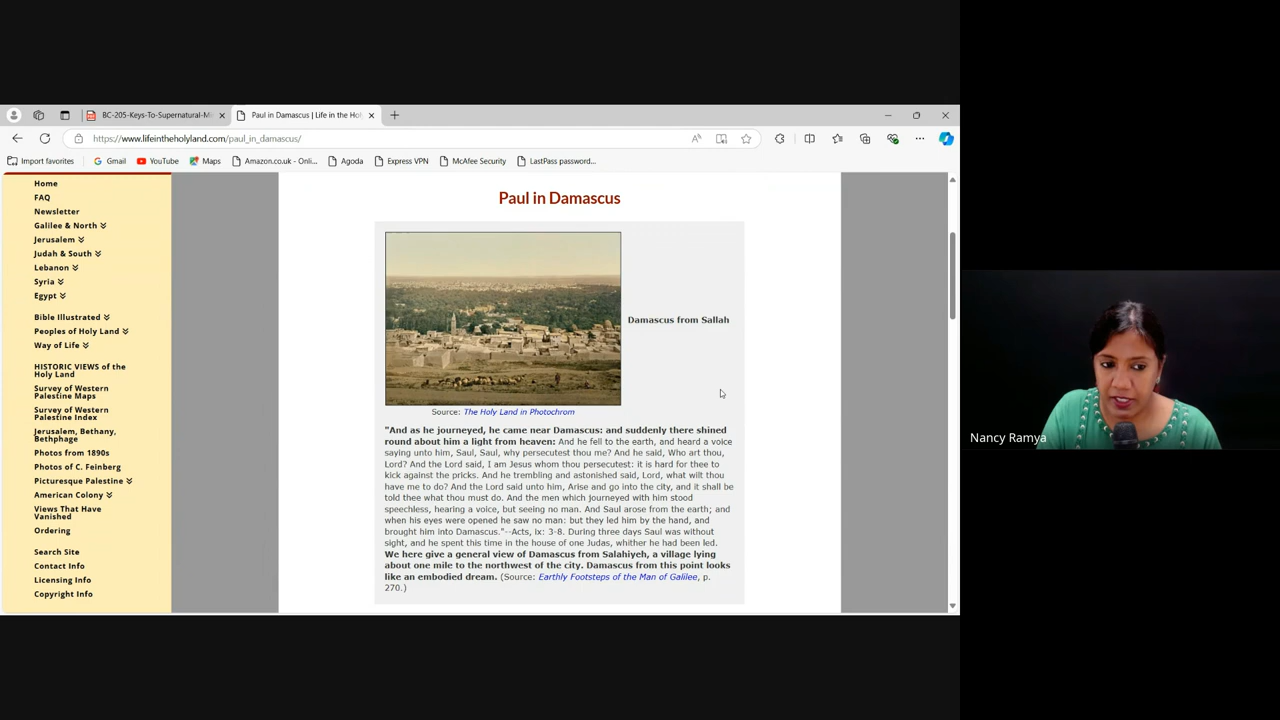 BC-205-Keys-To-Supernatural-Mi
Paul in Damascus | Life in the Hol
https://www.lifeintheholyland.com/paul_in_damascus/
Import favorites
Gmail
YouTube
Maps
Amazon.co.uk - Onli...
Agoda
Express VPN
McAfee Security
LastPass password...
Home
FAQ
Newsletter
Galilee & North
Jerusalem
Judah & South
Lebanon
Syria
Egypt
Bible Illustrated
Peoples of Holy Land
Way of Life
HISTORIC VIEWS of the
Holy Land
Survey of Western
Palestine Maps
Survey of Western
Palestine Index
Jerusalem, Bethany,
Bethphage
Photos from 1890s
Photos of C. Feinberg
Picturesque Palestine
American Colony
Views That Have
Vanished
Ordering
Search Site
Contact Info
Licensing Info
Copyright Info
Paul in Damascus
Damascus from Sallah
Source: The Holy Land in Photochrom
"And as he journeyed, he came near Damascus: and suddenly there shined
round about him a light from heaven: And he fell to the earth, and heard a voice
saying unto him, Saul, Saul, why persecutest thou me? And he said, Who art thou,
Lord? And the Lord said, I am Jesus whom thou persecutest: it is hard for thee to
kick against the pricks. And he trembling and astonished said, Lord, what wilt thou
have me to do? And the Lord said unto him, Arise and go into the city, and it shall be
told thee what thou must do. And the men which journeyed with him stood
speechless, hearing a voice, but seeing no man. And Saul arose from the earth; and
when his eyes were opened he saw no man: but they led him by the hand, and
brought him into Damascus."--Acts, ix: 3-8. During three days Saul was without
sight, and he spent this time in the house of one Judas, whither he had been led.
We here give a general view of Damascus from Salahiyeh, a village lying
about one mile to the northwest of the city. Damascus from this point looks
like an embodied dream. (Source: Earthly Footsteps of the Man of Galilee, p.
270.)
Nancy Ramya